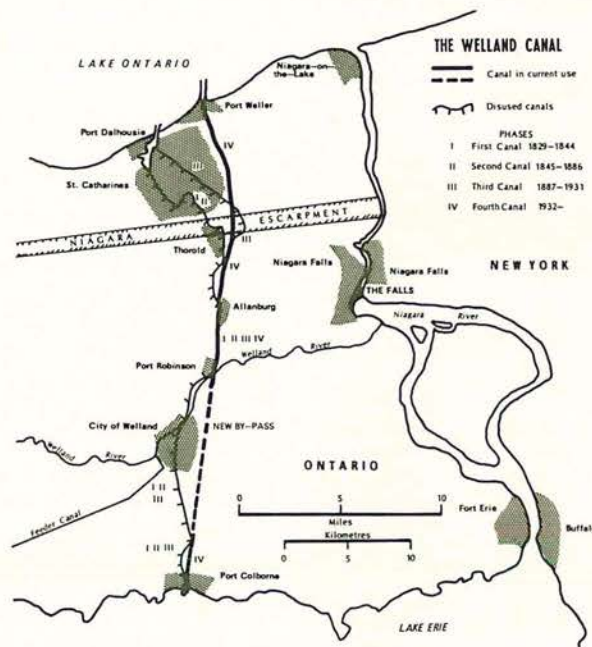 THE WELLAND CANAL
Canal in current use
Disused canals
PHASES
I First Canal 1829–1844
II Second Canal 1845–1886
III Third Canal 1887–1931
IV Fourth Canal 1932–
LAKE ONTARIO
Niagara–on–the–Lake
Port Weller
Port Dalhousie
IV
III
St. Catharines
I
II
NIAGARA ESCARPMENT
III
Thorold
IV
Niagara Falls
Niagara Falls
NEW YORK
THE FALLS
Allanburg
Niagara River
I II III IV
Welland River
Port Robinson
City of Welland
NEW BY–PASS
Welland River
ONTARIO
I II
III
0 5 10
Miles
Kilometres
0 5 10
Feeder Canal
Fort Erie
Buffalo
I II III
IV
Port Colborne
LAKE ERIE